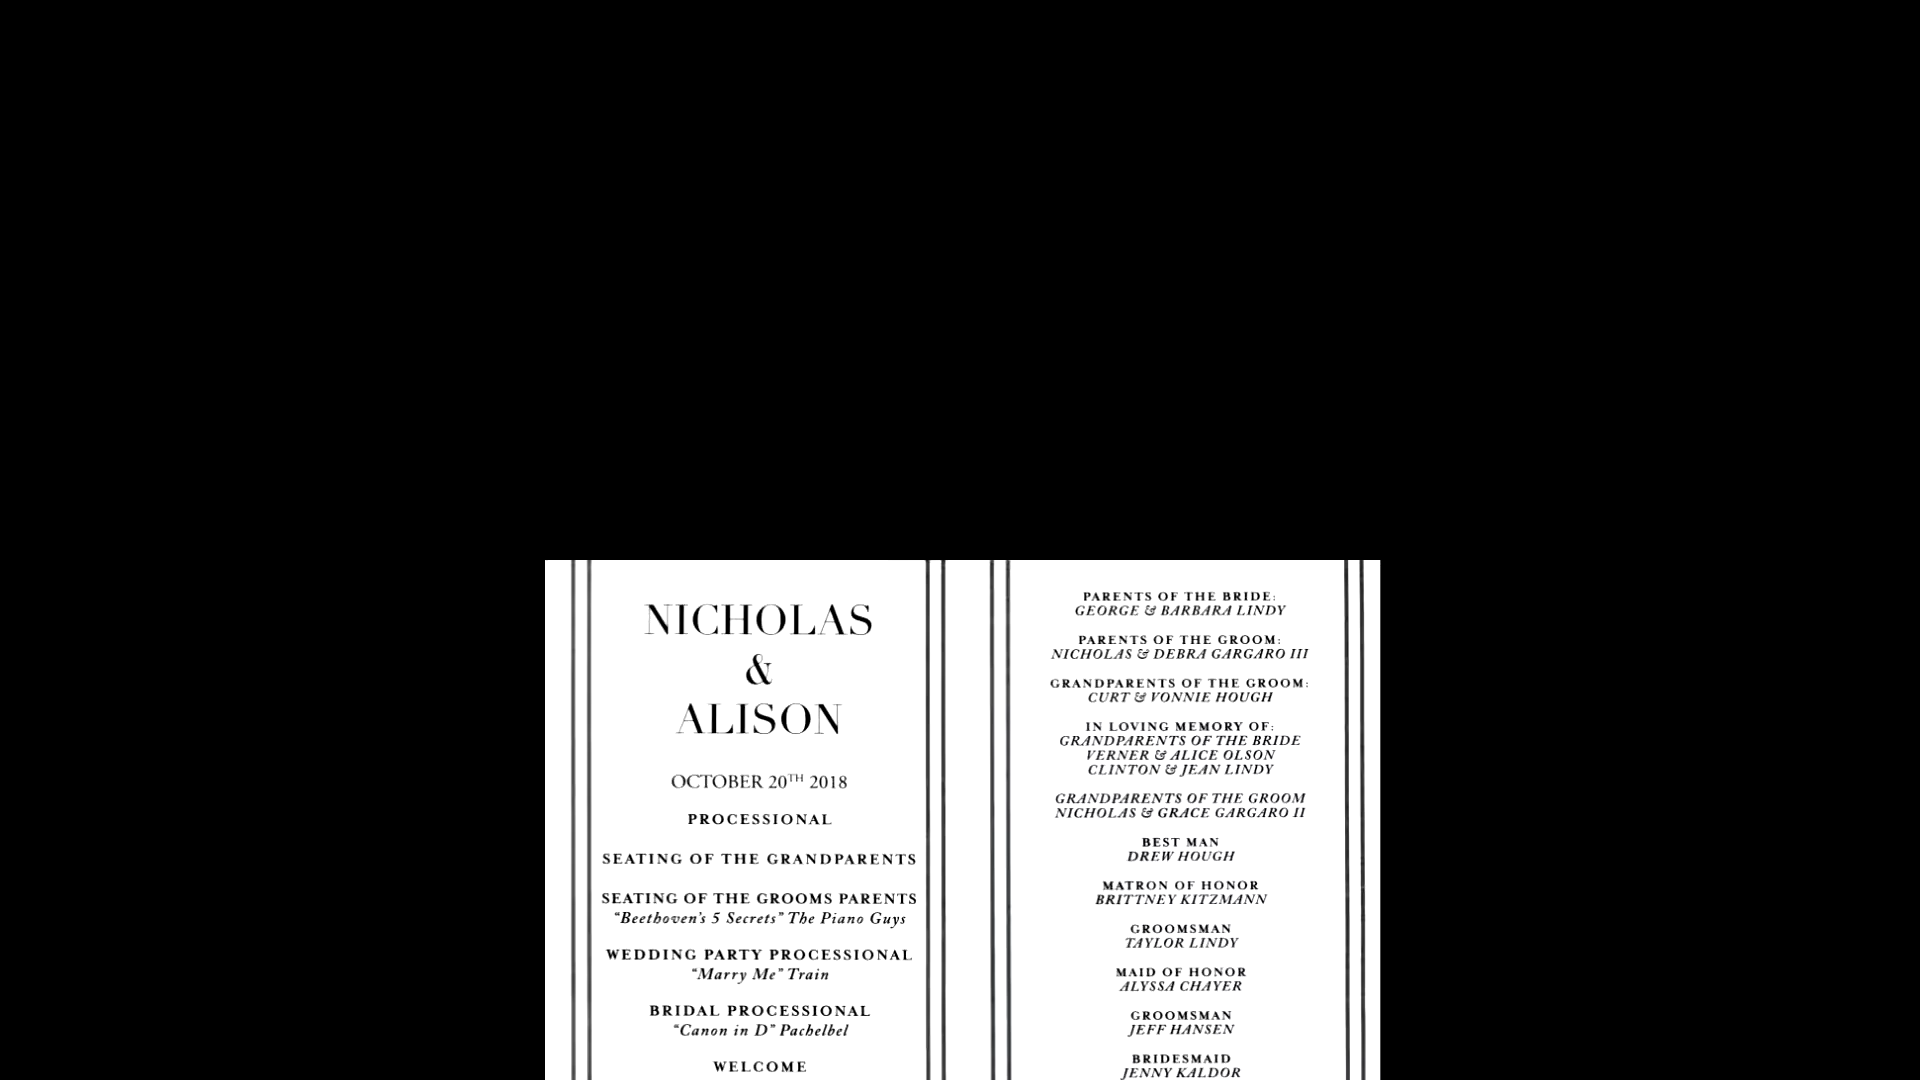 NICHOLAS
&
ALISON
OCTOBER 20TH 2018
PROCESSIONAL
SEATING OF THE GRANDPARENTS
SEATING OF THE GROOMS PARENTS
“Beethoven’s 5 Secrets” The Piano Guys
WEDDING PARTY PROCESSIONAL
“Marry Me” Train
BRIDAL PROCESSIONAL
“Canon in D” Pachelbel
WELCOME
PARENTS OF THE BRIDE:
GEORGE & BARBARA LINDY
PARENTS OF THE GROOM:
NICHOLAS & DEBRA GARGARO III
GRANDPARENTS OF THE GROOM:
CURT & VONNIE HOUGH
IN LOVING MEMORY OF:
GRANDPARENTS OF THE BRIDE
VERNER & ALICE OLSON
CLINTON & JEAN LINDY
GRANDPARENTS OF THE GROOM
NICHOLAS & GRACE GARGARO II
BEST MAN
DREW HOUGH
MATRON OF HONOR
BRITTNEY KITZMANN
GROOMSMAN
TAYLOR LINDY
MAID OF HONOR
ALYSSA CHAYER
GROOMSMAN
JEFF HANSEN
BRIDESMAID
JENNY KALDOR